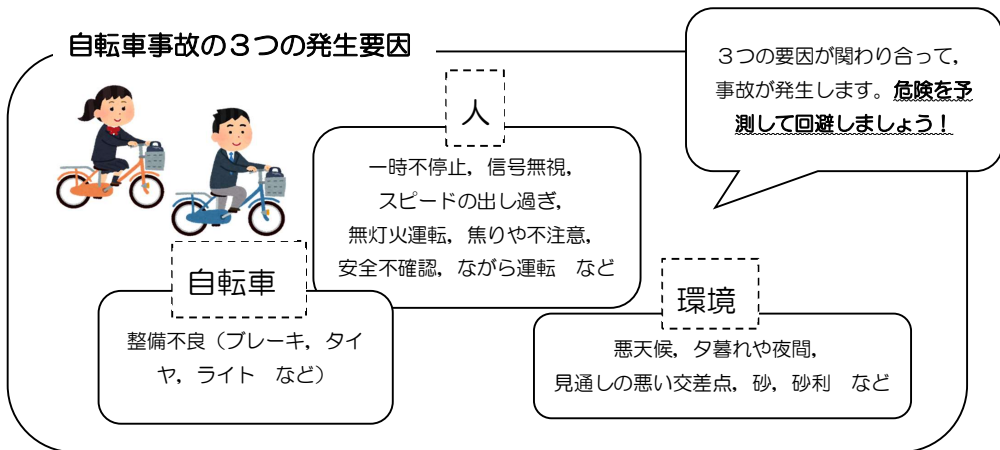 自転車事故の３つの発生要因
３つの要因が関わり合って，
事故が発生します。危険を予
測して回避しましょう！
人
一時不停止，信号無視，
スピードの出し過ぎ，
無灯火運転，焦りや不注意，
安全不確認，ながら運転　など
自転車
整備不良（ブレーキ，タイ
ヤ，ライト　など）
環境
悪天候，夕暮れや夜間，
見通しの悪い交差点，砂，砂利　など